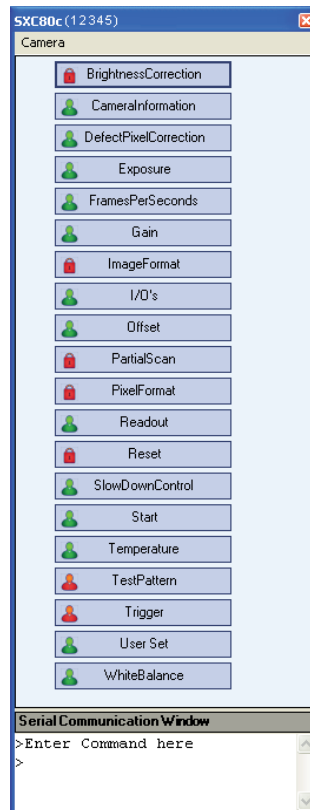 SXC80c (12345)
Camera
BrightnessCorrection
CameraInformation
DefectPixelCorrection
Exposure
FramesPerSeconds
Gain
ImageFormat
I/O's
Offset
PartialScan
PixelFormat
Readout
Reset
SlowDownControl
Start
Temperature
TestPattern
Trigger
User Set
WhiteBalance
Serial Communication Window
>Enter Command here
>